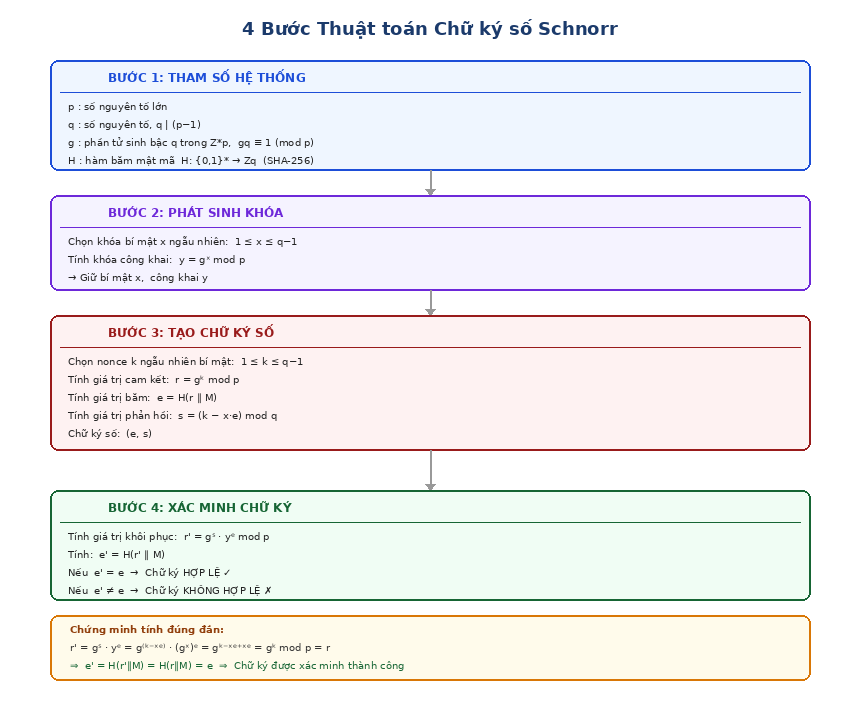 4 Bước Thuật toán Chữ ký số Schnorr
BƯỚC 1: THAM SỐ HỆ THỐNG
p : số nguyên tố lớn
q : số nguyên tố, q | (p−1)
g : phần tử sinh bậc q trong Z*p, gq ≡ 1 (mod p)
H : hàm băm mật mã H: {0,1}* → Zq (SHA-256)
BƯỚC 2: PHÁT SINH KHÓA
Chọn khóa bí mật x ngẫu nhiên: 1 ≤ x ≤ q−1
Tính khóa công khai: y = gˣ mod p
→ Giữ bí mật x, công khai y
BƯỚC 3: TẠO CHỮ KÝ SỐ
Chọn nonce k ngẫu nhiên bí mật: 1 ≤ k ≤ q−1
Tính giá trị cam kết: r = gᵏ mod p
Tính giá trị băm: e = H(r ∥ M)
Tính giá trị phản hồi: s = (k − x·e) mod q
Chữ ký số: (e, s)
BƯỚC 4: XÁC MINH CHỮ KÝ
Tính giá trị khôi phục: r' = gˢ · yᵉ mod p
Tính: e' = H(r' ∥ M)
Nếu e' = e → Chữ ký HỢP LỆ ✓
Nếu e' ≠ e → Chữ ký KHÔNG HỢP LỆ ✗
Chứng minh tính đúng đắn:
r' = gˢ · yᵉ = g⁽ᵏ⁻ˣᵉ⁾ · (gˣ)ᵉ = gᵏ⁻ˣᵉ⁺ˣᵉ = gᵏ mod p = r
⇒ e' = H(r'∥M) = H(r∥M) = e ⇒ Chữ ký được xác minh thành công